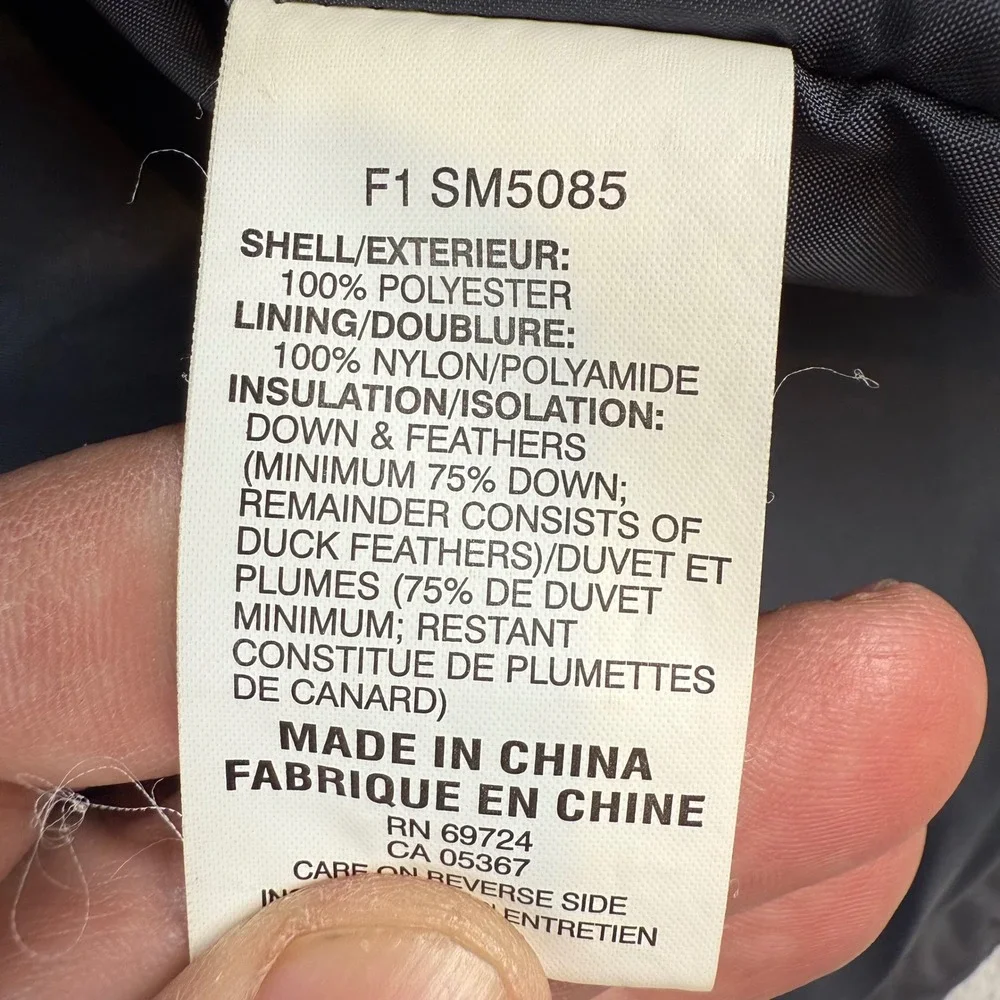 F1 SM5085
SHELL/EXTERIEUR:
100% POLYESTER
LINING/DOUBLURE:
100% NYLON/POLYAMIDE
INSULATION/ISOLATION:
DOWN & FEATHERS
(MINIMUM 75% DOWN;
REMAINDER CONSISTS OF
DUCK FEATHERS)/DUVET ET
PLUMES (75% DE DUVET
MINIMUM; RESTANT
CONSTITUE DE PLUMETTES
DE CANARD)
MADE IN CHINA
FABRIQUE EN CHINE
RN 69724
CA 05367
CARE ON REVERSE SIDE
ENTRETIEN